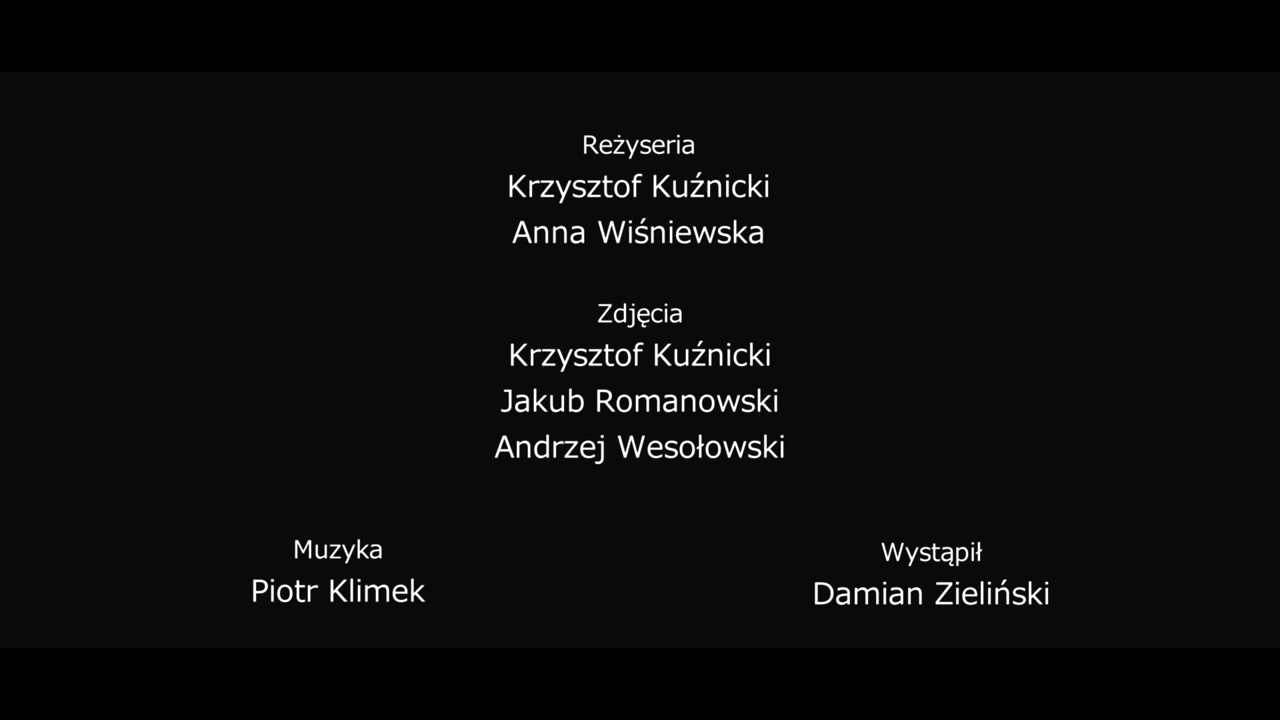 Reżyseria
Krzysztof Kuźnicki
Anna Wiśniewska
Zdjęcia
Krzysztof Kuźnicki
Jakub Romanowski
Andrzej Wesołowski
Muzyka
Piotr Klimek
Wystąpił
Damian Zieliński